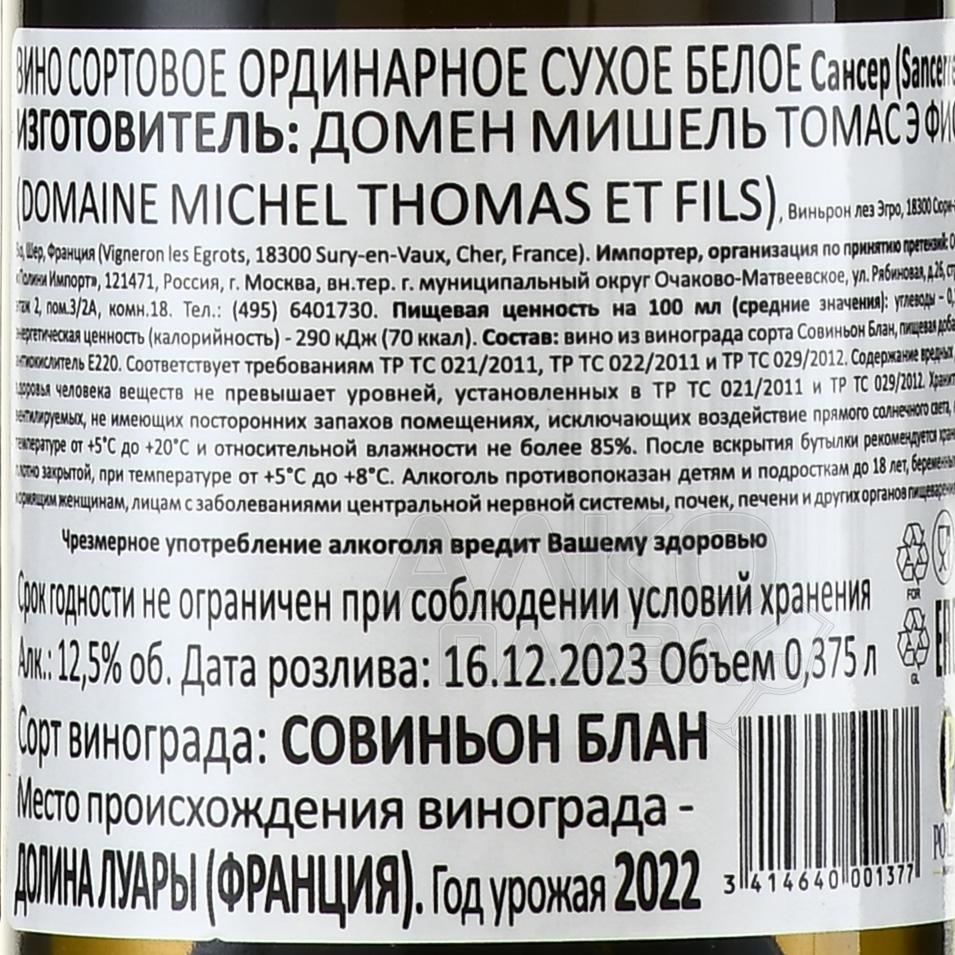 ВИНО СОРТОВОЕ ОРДИНАРНОЕ СУХОЕ БЕЛОЕ Сансер (Sancerre
ИЗГОТОВИТЕЛЬ: ДОМЕН МИШЕЛЬ ТОМАС Э
(DOMAINE MICHEL THOMAS ET FILS), Виньрон лез Эгро, 18300
Шер, Франция (Vigneron les Egrots, 18300 Sury-en-Vaux, Cher, France). Импортер, организация по принятию претензий:
«Полини Импорт», 121471, Россия, г. Москва, вн.тер. г. муниципальный округ Очаково-Матвеевское, ул. Рябиновая, д.26,
этаж 2, пом.3/2А, комн.18. Тел.: (495) 6401730. Пищевая ценность на 100 мл (средние значения): углеводы -
энергетическая ценность (калорийность) - 290 кДж (70 ккал). Состав: вино из винограда сорта Совиньон Блан, пищевая
антиокислитель Е220. Соответствует требованиям ТР ТС 021/2011, ТР ТС 022/2011 и ТР ТС 029/2012. Содержание вредных
здоровья человека веществ не превышает уровней, установленных в ТР ТС 021/2011 и ТР ТС 029/2012.
вентилируемых, не имеющих посторонних запахов помещениях, исключающих воздействие прямого солнечного света,
температуре от +5°С до +20°С и относительной влажности не более 85%. После вскрытия бутылки рекомендуется
плотно закрытой, при температуре от +5°С до +8°С. Алкоголь противопоказан детям и подросткам до 18 лет,
кормящим женщинам, лицам с заболеваниями центральной нервной системы, почек, печени и других органов
Чрезмерное употребление алкоголя вредит Вашему здоровью
Срок годности не ограничен при соблюдении условий хранения
FOR
Алк.: 12,5% об. Дата розлива: 16.12.2023 Объем 0,375 л
GL
Сорт винограда: СОВИНЬОН БЛАН
Место происхождения винограда -
ДОЛИНА ЛУАРЫ (ФРАНЦИЯ). Год урожая 2022
3 414640 001377
АЛКО
ПЛАЗА